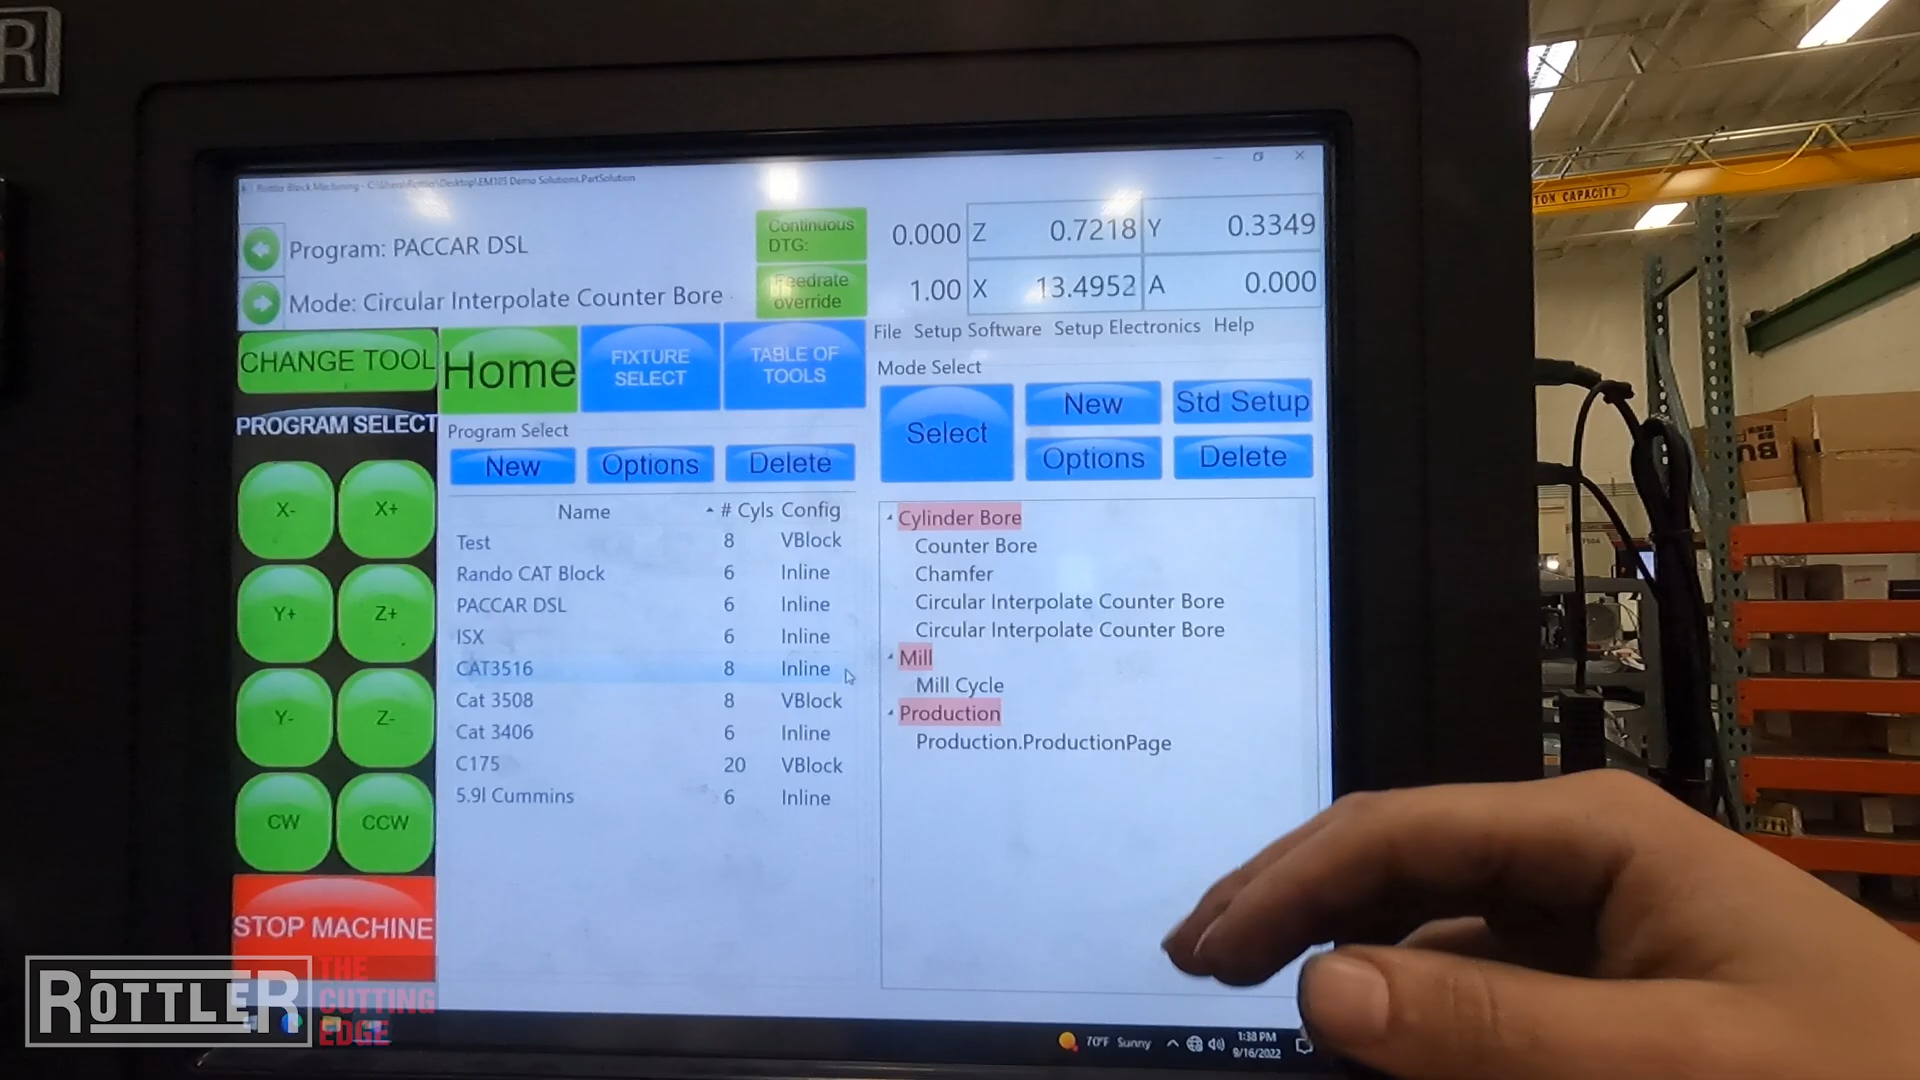 R
Rottler Block Machining - C:\Users\Rottler\Desktop\EM105 Demo Solutions.PartSolution
Program: PACCAR DSL
Mode: Circular Interpolate Counter Bore
Continuous DTG:
0.000
Z 0.7218
Y 0.3349
Feedrate override
1.00
X 13.4952
A 0.000
File Setup Software Setup Electronics Help
CHANGE TOOL
Home
FIXTURE SELECT
TABLE OF TOOLS
PROGRAM SELECT
Program Select
New Options Delete
Mode Select
Select
New
Std Setup
Options
Delete
X- X+
Y+ Z+
Y- Z-
CW CCW
STOP MACHINE
Name # Cyls Config
Test 8 VBlock
Rando CAT Block 6 Inline
PACCAR DSL 6 Inline
ISX 6 Inline
CAT3516 8 Inline
Cat 3508 8 VBlock
Cat 3406 6 Inline
C175 20 VBlock
5.9l Cummins 6 Inline
Cylinder Bore
Counter Bore
Chamfer
Circular Interpolate Counter Bore
Circular Interpolate Counter Bore
Mill
Mill Cycle
Production
Production.ProductionPage
70°F Sunny
1:38 PM
9/16/2022
TON CAPACITY
ROTTLER
THE
CUTTING
EDGE